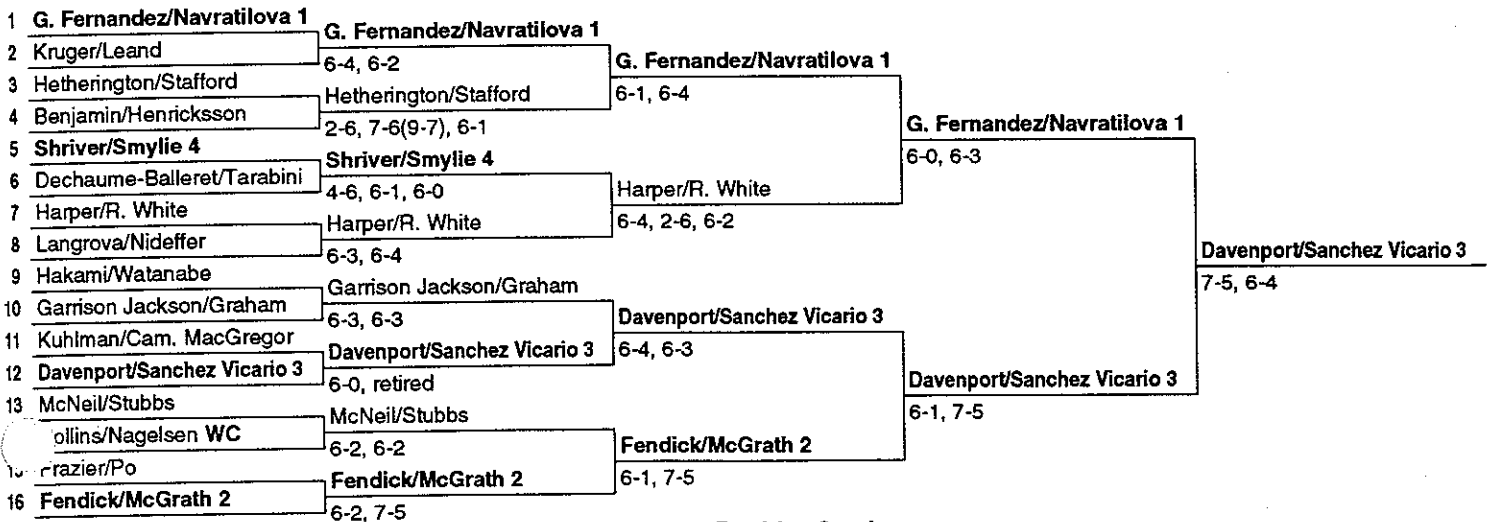 1 G. Fernandez/Navratilova 1
2 Kruger/Leand
3 Hetherington/Stafford
4 Benjamin/Henricksson
5 Shriver/Smylie 4
6 Dechaume-Balleret/Tarabini
7 Harper/R. White
8 Langrova/Nideffer
9 Hakami/Watanabe
10 Garrison Jackson/Graham
11 Kuhlman/Cam. MacGregor
12 Davenport/Sanchez Vicario 3
13 McNeil/Stubbs
ollins/Nagelsen WC
Frazier/Po
16 Fendick/McGrath 2
G. Fernandez/Navratilova 1
6-4, 6-2
Hetherington/Stafford
2-6, 7-6(9-7), 6-1
Shriver/Smylie 4
4-6, 6-1, 6-0
Harper/R. White
6-3, 6-4
Garrison Jackson/Graham
6-3, 6-3
Davenport/Sanchez Vicario 3
6-0, retired
McNeil/Stubbs
6-2, 6-2
Fendick/McGrath 2
6-2, 7-5
G. Fernandez/Navratilova 1
6-1, 6-4
Harper/R. White
6-4, 2-6, 6-2
Davenport/Sanchez Vicario 3
6-4, 6-3
Fendick/McGrath 2
6-1, 7-5
G. Fernandez/Navratilova 1
6-0, 6-3
Davenport/Sanchez Vicario 3
6-1, 7-5
Davenport/Sanchez Vicario 3
7-5, 6-4